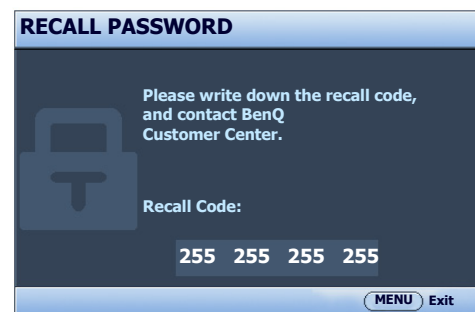 RECALL PASSWORD
Please write down the recall code,
and contact BenQ
Customer Center.
Recall Code:
255 255 255 255
MENU Exit